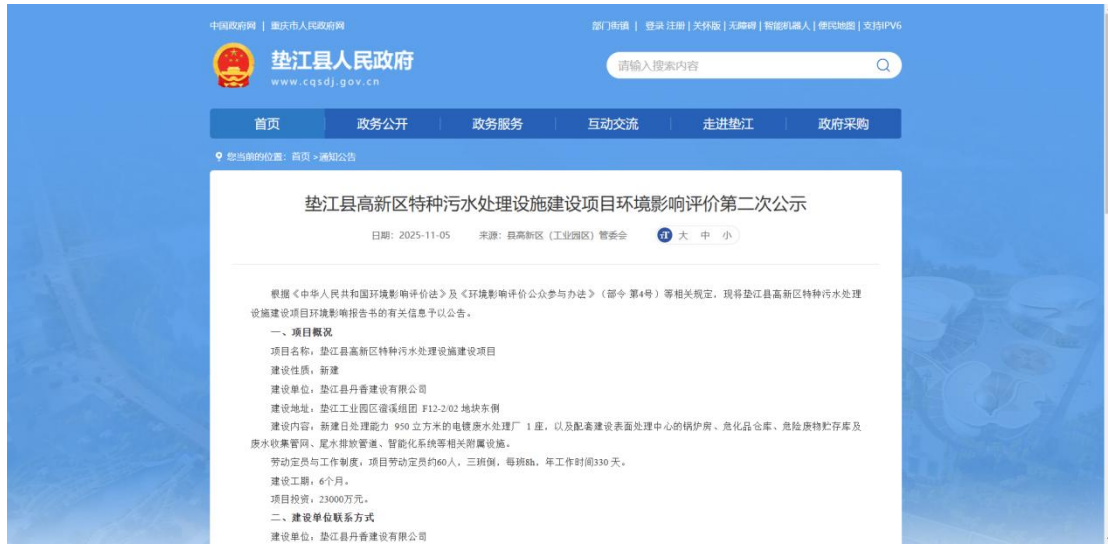 中国政府网 | 重庆市人民政府网
部门街镇 | 登录 注册 | 关怀版 | 无障碍 | 智能机器人 | 便民地图 | 支持IPV6
垫江县人民政府
www.cqsdj.gov.cn
请输入搜索内容
首页 政务公开 政务服务 互动交流 走进垫江 政府采购
您当前的位置：首页 >通知公告
垫江县高新区特种污水处理设施建设项目环境影响评价第二次公示
日期：2025-11-05 来源：县高新区（工业园区）管委会 大 中 小
根据《中华人民共和国环境影响评价法》及《环境影响评价公众参与办法》（部令 第4号）等相关规定，现将垫江县高新区特种污水处理
设施建设项目环境影响报告书的有关信息予以公告。
一、项目概况
项目名称：垫江县高新区特种污水处理设施建设项目
建设性质：新建
建设单位：垫江县丹香建设有限公司
建设地址：垫江工业园区澄溪组团 F12-2/02 地块东侧
建设内容：新建日处理能力 950 立方米的电镀废水处理厂 1 座，以及配套建设表面处理中心的锅炉房、危化品仓库、危险废物贮存库及
废水收集管网、尾水排放管道、智能化系统等相关附属设施。
劳动定员与工作制度：项目劳动定员约60人，三班倒，每班8h，年工作时间330 天。
建设工期：6个月。
项目投资：23000万元。
二、建设单位联系方式
建设单位：垫江县丹香建设有限公司